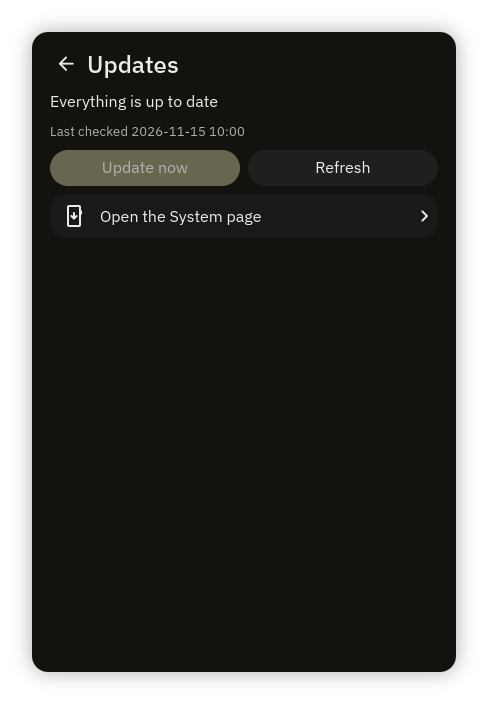 Updates
Everything is up to date
Last checked 2026-11-15 10:00
Update now
Refresh
Open the System page